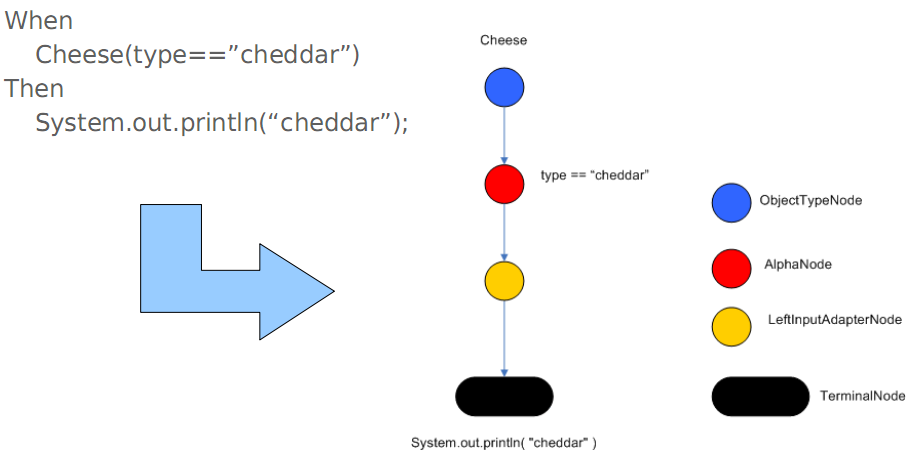 When
Cheese(type==”cheddar”)
Then
System.out.println(“cheddar”);
Cheese
type == “cheddar”
System.out.println( "cheddar" )
ObjectTypeNode
AlphaNode
LeftInputAdapterNode
TerminalNode